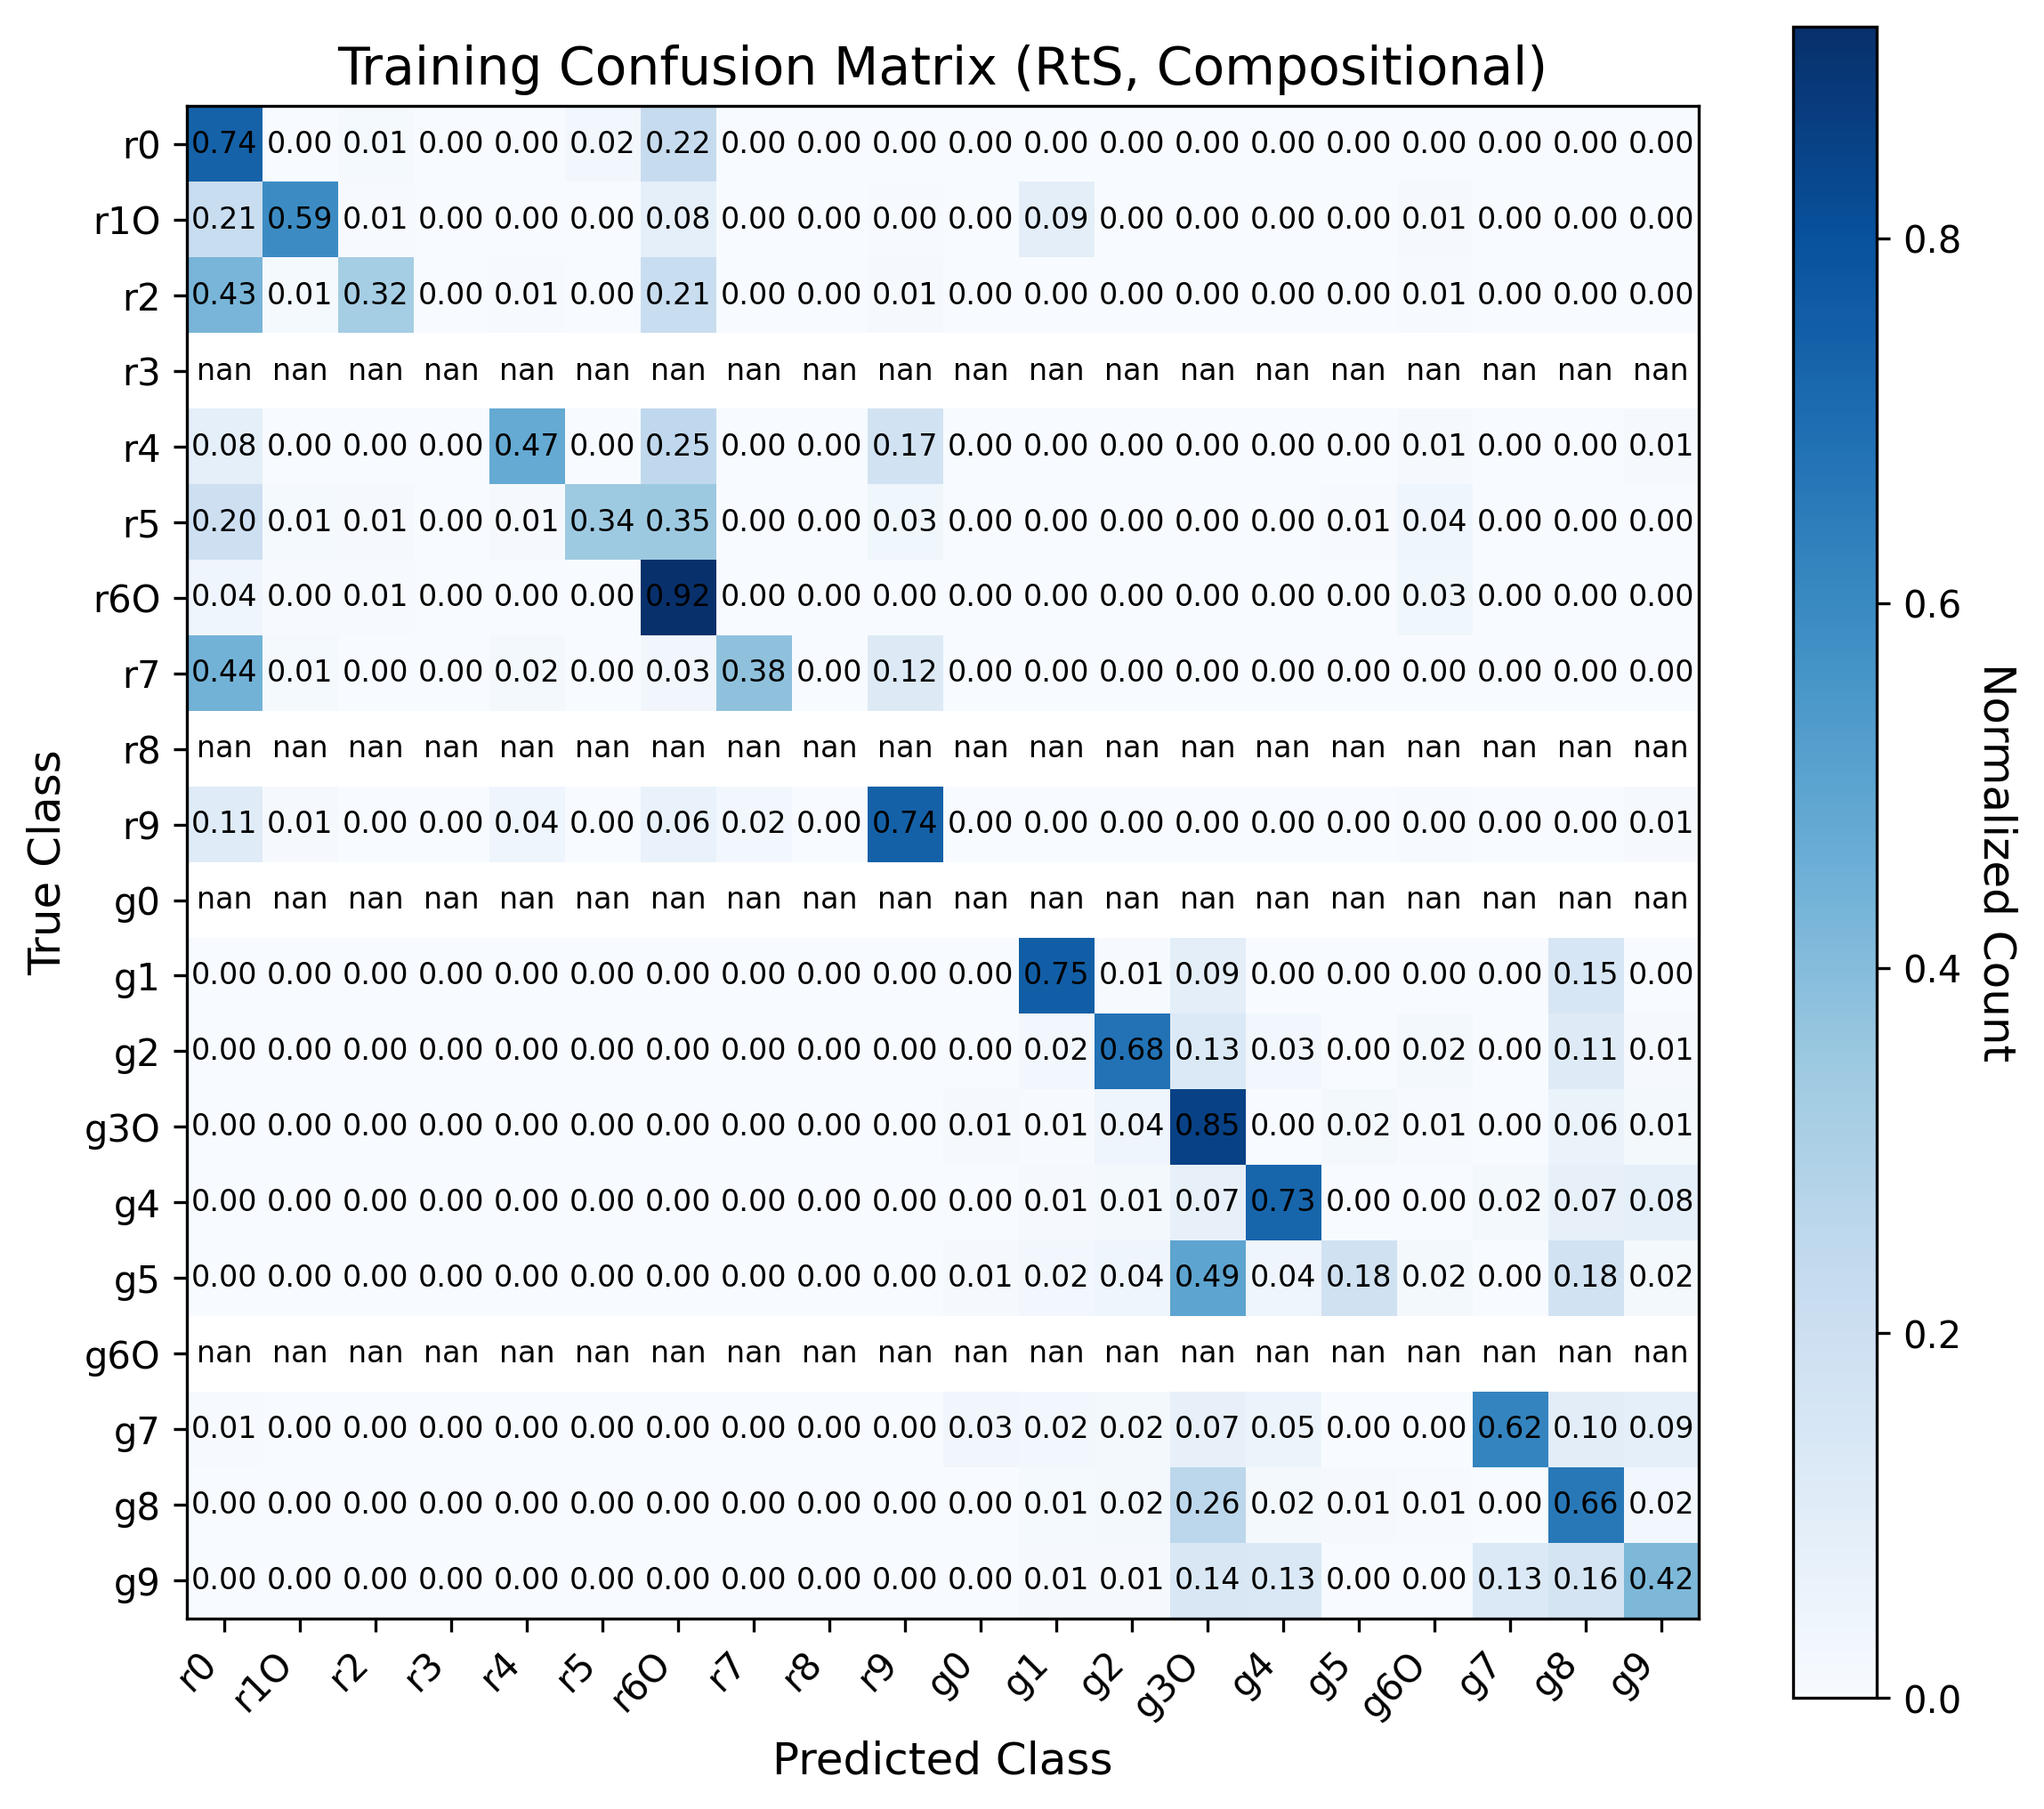 Training Confusion Matrix (RtS, Compositional)
r0 0.74 0.00 0.01 0.00 0.00 0.02 0.22 0.00 0.00 0.00 0.00 0.00 0.00 0.00 0.00 0.00 0.00 0.00 0.00 0.00
r1O 0.21 0.59 0.01 0.00 0.00 0.00 0.08 0.00 0.00 0.00 0.00 0.09 0.00 0.00 0.00 0.00 0.01 0.00 0.00 0.00
r2 0.43 0.01 0.32 0.00 0.01 0.00 0.21 0.00 0.00 0.01 0.00 0.00 0.00 0.00 0.00 0.00 0.01 0.00 0.00 0.00
r3 nan nan nan nan nan nan nan nan nan nan nan nan nan nan nan nan nan nan nan nan
r4 0.08 0.00 0.00 0.00 0.47 0.00 0.25 0.00 0.00 0.17 0.00 0.00 0.00 0.00 0.00 0.00 0.01 0.00 0.00 0.01
r5 0.20 0.01 0.01 0.00 0.01 0.34 0.35 0.00 0.00 0.03 0.00 0.00 0.00 0.00 0.00 0.01 0.04 0.00 0.00 0.00
r6O 0.04 0.00 0.01 0.00 0.00 0.00 0.92 0.00 0.00 0.00 0.00 0.00 0.00 0.00 0.00 0.00 0.03 0.00 0.00 0.00
r7 0.44 0.01 0.00 0.00 0.02 0.00 0.03 0.38 0.00 0.12 0.00 0.00 0.00 0.00 0.00 0.00 0.00 0.00 0.00 0.00
r8 nan nan nan nan nan nan nan nan nan nan nan nan nan nan nan nan nan nan nan nan
r9 0.11 0.01 0.00 0.00 0.04 0.00 0.06 0.02 0.00 0.74 0.00 0.00 0.00 0.00 0.00 0.00 0.00 0.00 0.00 0.01
g0 nan nan nan nan nan nan nan nan nan nan nan nan nan nan nan nan nan nan nan nan
g1 0.00 0.00 0.00 0.00 0.00 0.00 0.00 0.00 0.00 0.00 0.00 0.75 0.01 0.09 0.00 0.00 0.00 0.00 0.15 0.00
g2 0.00 0.00 0.00 0.00 0.00 0.00 0.00 0.00 0.00 0.00 0.00 0.02 0.68 0.13 0.03 0.00 0.02 0.00 0.11 0.01
g3O 0.00 0.00 0.00 0.00 0.00 0.00 0.00 0.00 0.00 0.00 0.01 0.01 0.04 0.85 0.00 0.02 0.01 0.00 0.06 0.01
g4 0.00 0.00 0.00 0.00 0.00 0.00 0.00 0.00 0.00 0.00 0.00 0.01 0.01 0.07 0.73 0.00 0.00 0.02 0.07 0.08
g5 0.00 0.00 0.00 0.00 0.00 0.00 0.00 0.00 0.00 0.00 0.01 0.02 0.04 0.49 0.04 0.18 0.02 0.00 0.18 0.02
g6O nan nan nan nan nan nan nan nan nan nan nan nan nan nan nan nan nan nan nan nan
g7 0.01 0.00 0.00 0.00 0.00 0.00 0.00 0.00 0.00 0.00 0.03 0.02 0.02 0.07 0.05 0.00 0.00 0.62 0.10 0.09
g8 0.00 0.00 0.00 0.00 0.00 0.00 0.00 0.00 0.00 0.00 0.00 0.01 0.02 0.26 0.02 0.01 0.01 0.00 0.66 0.02
g9 0.00 0.00 0.00 0.00 0.00 0.00 0.00 0.00 0.00 0.00 0.00 0.01 0.01 0.14 0.13 0.00 0.00 0.13 0.16 0.42
r0 r1O r2 r3 r4 r5 r6O r7 r8 r9 g0 g1 g2 g3O g4 g5 g6O g7 g8 g9
Predicted Class
True Class
0.8
0.6
0.4
0.2
0.0
Normalized Count